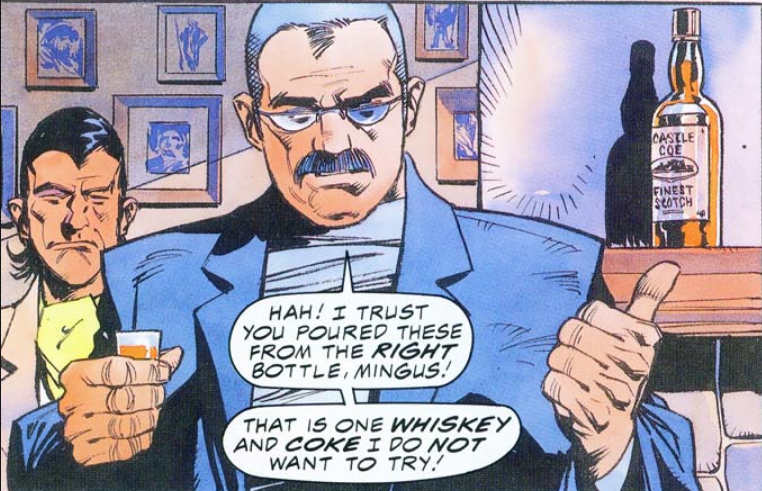 HAH! I TRUST
YOU POURED THESE
FROM THE RIGHT
BOTTLE, MINGUS!
THAT IS ONE WHISKEY
AND COKE I DO NOT
WANT TO TRY!
CASTLE
COE
FINEST
SCOTCH